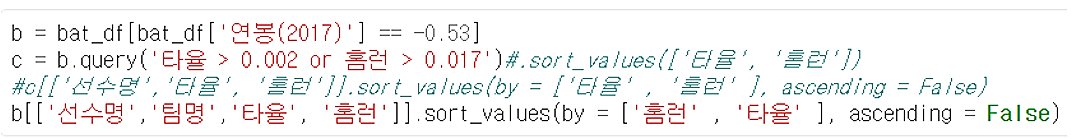 b = bat_df[bat_df['연봉(2017)'] == -0.53]
c = b.query('타율 > 0.002 or 홈런 > 0.017')#.sort_values(['타율', '홈런'])
#c[['선수명','타율', '홈런']].sort_values(by = ['타율' , '홈런' ], ascending = False)
b[['선수명','팀명','타율', '홈런']].sort_values(by = ['홈런' , '타율' ], ascending = False)